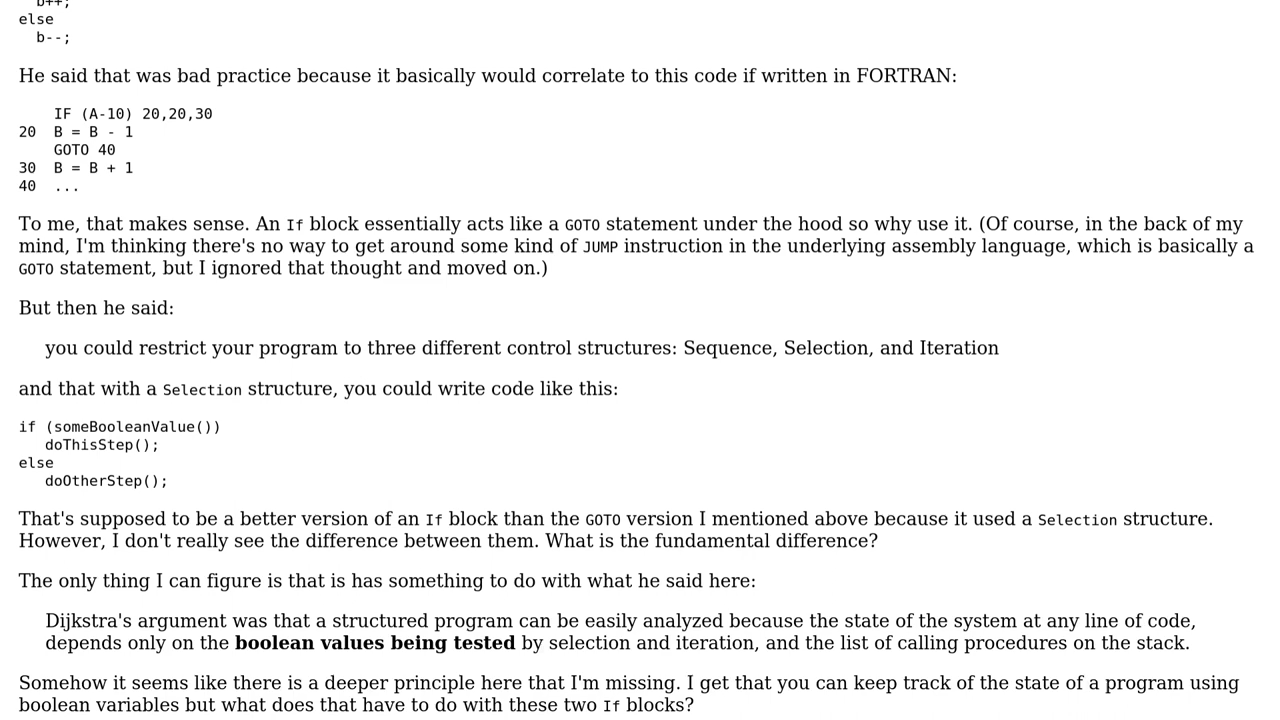 b++;
else
  b--;
He said that was bad practice because it basically would correlate to this code if written in FORTRAN:
    IF (A-10) 20,20,30
20  B = B - 1
    GOTO 40
30  B = B + 1
40  ...
To me, that makes sense. An If block essentially acts like a GOTO statement under the hood so why use it. (Of course, in the back of my
mind, I'm thinking there's no way to get around some kind of JUMP instruction in the underlying assembly language, which is basically a
GOTO statement, but I ignored that thought and moved on.)
But then he said:
you could restrict your program to three different control structures: Sequence, Selection, and Iteration
and that with a Selection structure, you could write code like this:
if (someBooleanValue())
   doThisStep();
else
   doOtherStep();
That's supposed to be a better version of an If block than the GOTO version I mentioned above because it used a Selection structure.
However, I don't really see the difference between them. What is the fundamental difference?
The only thing I can figure is that is has something to do with what he said here:
Dijkstra's argument was that a structured program can be easily analyzed because the state of the system at any line of code,
depends only on the boolean values being tested by selection and iteration, and the list of calling procedures on the stack.
Somehow it seems like there is a deeper principle here that I'm missing. I get that you can keep track of the state of a program using
boolean variables but what does that have to do with these two If blocks?